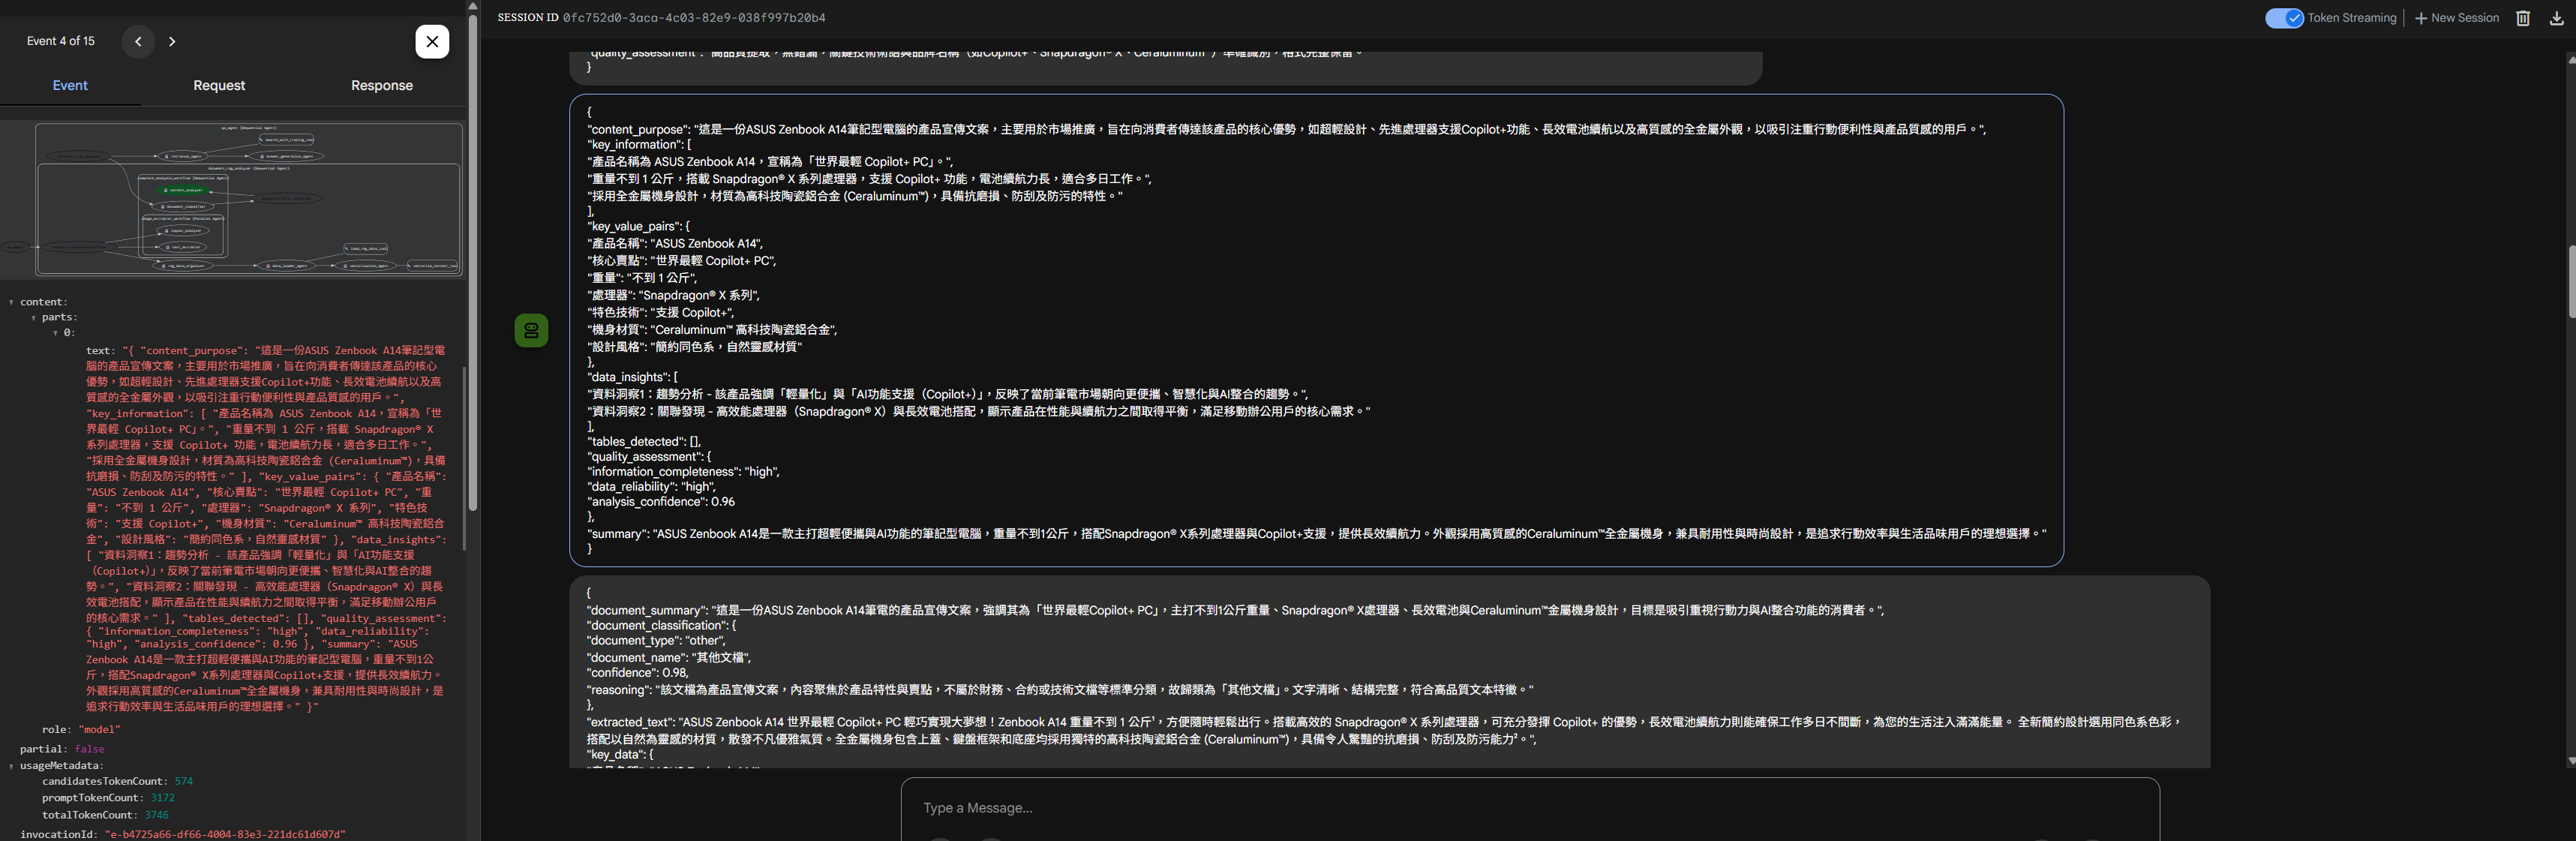 Event 4 of 15
Event
Request
Response
qa_agent (Sequential Agent)
search_with_crawling_tool
retrieval_agent
answer_generation_agent
document_rag_analyzer (Sequential Agent)
complete_analysis_workflow (Sequential Agent)
content_analyzer
document_classifier
image_extractor_workflow (Parallel Agent)
layout_analyzer
text_extractor
load_rag_data_tool
rag_data_organizer
data_loader_agent
vectorization_agent
content:
parts:
0:
text: "{ "content_purpose": "這是一份ASUS Zenbook A14筆記型電
腦的產品宣傳文案，主要用於市場推廣，旨在向消費者傳達該產品的核心
優勢，如超輕設計、先進處理器支援Copilot+功能、長效電池續航以及高
質感的全金屬外觀，以吸引注重行動便利性與產品質感的用戶。",
"key_information": [ "產品名稱為 ASUS Zenbook A14，宣稱為「世
界最輕 Copilot+ PC」。", "重量不到 1 公斤，搭載 Snapdragon® X
系列處理器，支援 Copilot+ 功能，電池續航力長，適合多日工作。",
"採用全金屬機身設計，材質為高科技陶瓷鋁合金 (Ceraluminum™)，具備
抗磨損、防刮及防污的特性。" ], "key_value_pairs": { "產品名稱":
"ASUS Zenbook A14", "核心賣點": "世界最輕 Copilot+ PC", "重
量": "不到 1 公斤", "處理器": "Snapdragon® X 系列", "特色技
術": "支援 Copilot+", "機身材質": "Ceraluminum™ 高科技陶瓷鋁合
金", "設計風格": "簡約同色系，自然靈感材質" }, "data_insights":
[ "資料洞察1：趨勢分析 - 該產品強調「輕量化」與「AI功能支援
（Copilot+）」，反映了當前筆電市場朝向更便攜、智慧化與AI整合的趨
勢。", "資料洞察2：關聯發現 - 高效能處理器（Snapdragon® X）與長
效電池搭配，顯示產品在性能與續航力之間取得平衡，滿足移動辦公用戶
的核心需求。" ], "tables_detected": [], "quality_assessment":
{ "information_completeness": "high", "data_reliability":
"high", "analysis_confidence": 0.96 }, "summary": "ASUS
Zenbook A14是一款主打超輕便攜與AI功能的筆記型電腦，重量不到1公
斤，搭配Snapdragon® X系列處理器與Copilot+支援，提供長效續航力。
外觀採用高質感的Ceraluminum™全金屬機身，兼具耐用性與時尚設計，是
追求行動效率與生活品味用戶的理想選擇。" }"
role: "model"
partial: false
usageMetadata:
candidatesTokenCount: 574
promptTokenCount: 3172
totalTokenCount: 3746
invocationId: "e-b4725a66-df66-4004-83e3-221dc61d607d"
SESSION ID 0fc752d0-3aca-4c03-82e9-038f997b20b4
Token Streaming
New Session
"quality_assessment": "高品質提取，無錯漏，關鍵技術術語與品牌名稱（如Copilot+、Snapdragon® X、Ceraluminum™）準確識別，格式完整保留。"
}
{
"content_purpose": "這是一份ASUS Zenbook A14筆記型電腦的產品宣傳文案，主要用於市場推廣，旨在向消費者傳達該產品的核心優勢，如超輕設計、先進處理器支援Copilot+功能、長效電池續航以及高質感的全金屬外觀，以吸引注重行動便利性與產品質感的用戶。",
"key_information": [
"產品名稱為 ASUS Zenbook A14，宣稱為「世界最輕 Copilot+ PC」。",
"重量不到 1 公斤，搭載 Snapdragon® X 系列處理器，支援 Copilot+ 功能，電池續航力長，適合多日工作。",
"採用全金屬機身設計，材質為高科技陶瓷鋁合金 (Ceraluminum™)，具備抗磨損、防刮及防污的特性。"
],
"key_value_pairs": {
"產品名稱": "ASUS Zenbook A14",
"核心賣點": "世界最輕 Copilot+ PC",
"重量": "不到 1 公斤",
"處理器": "Snapdragon® X 系列",
"特色技術": "支援 Copilot+",
"機身材質": "Ceraluminum™ 高科技陶瓷鋁合金",
"設計風格": "簡約同色系，自然靈感材質"
},
"data_insights": [
"資料洞察1：趨勢分析 - 該產品強調「輕量化」與「AI功能支援（Copilot+）」，反映了當前筆電市場朝向更便攜、智慧化與AI整合的趨勢。",
"資料洞察2：關聯發現 - 高效能處理器（Snapdragon® X）與長效電池搭配，顯示產品在性能與續航力之間取得平衡，滿足移動辦公用戶的核心需求。"
],
"tables_detected": [],
"quality_assessment": {
"information_completeness": "high",
"data_reliability": "high",
"analysis_confidence": 0.96
},
"summary": "ASUS Zenbook A14是一款主打超輕便攜與AI功能的筆記型電腦，重量不到1公斤，搭配Snapdragon® X系列處理器與Copilot+支援，提供長效續航力。外觀採用高質感的Ceraluminum™全金屬機身，兼具耐用性與時尚設計，是追求行動效率與生活品味用戶的理想選擇。"
}
{
"document_summary": "這是一份ASUS Zenbook A14筆電的產品宣傳文案，強調其為「世界最輕Copilot+ PC」，主打不到1公斤重量、Snapdragon® X處理器、長效電池與Ceraluminum™金屬機身設計，目標是吸引重視行動力與AI整合功能的消費者。",
"document_classification": {
"document_type": "other",
"document_name": "其他文檔",
"confidence": 0.98,
"reasoning": "該文檔為產品宣傳文案，內容聚焦於產品特性與賣點，不屬於財務、合約或技術文檔等標準分類，故歸類為「其他文檔」。文字清晰、結構完整，符合高品質文本特徵。"
},
"extracted_text": "ASUS Zenbook A14 世界最輕 Copilot+ PC 輕巧實現大夢想！Zenbook A14 重量不到 1 公斤¹，方便隨時輕鬆出行。搭載高效的 Snapdragon® X 系列處理器，可充分發揮 Copilot+ 的優勢，長效電池續航力則能確保工作多日不間斷，為您的生活注入滿滿能量。 全新簡約設計選用同色系色彩，
搭配以自然為靈感的材質，散發不凡優雅氣質。全金屬機身包含上蓋、鍵盤框架和底座均採用獨特的高科技陶瓷鋁合金 (Ceraluminum™)，具備令人驚豔的抗磨損、防刮及防污能力²。",
"key_data": {
Type a Message...